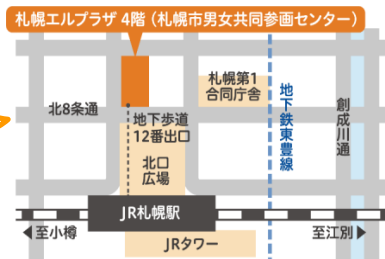 札幌エルプラザ 4階（札幌市男女共同参画センター）
札幌第1
合同庁舎
北8条通
地下歩道
12番出口
地下鉄東豊線
創成川通
北口
広場
JR札幌駅
◀至小樽
至江別▶
JRタワー